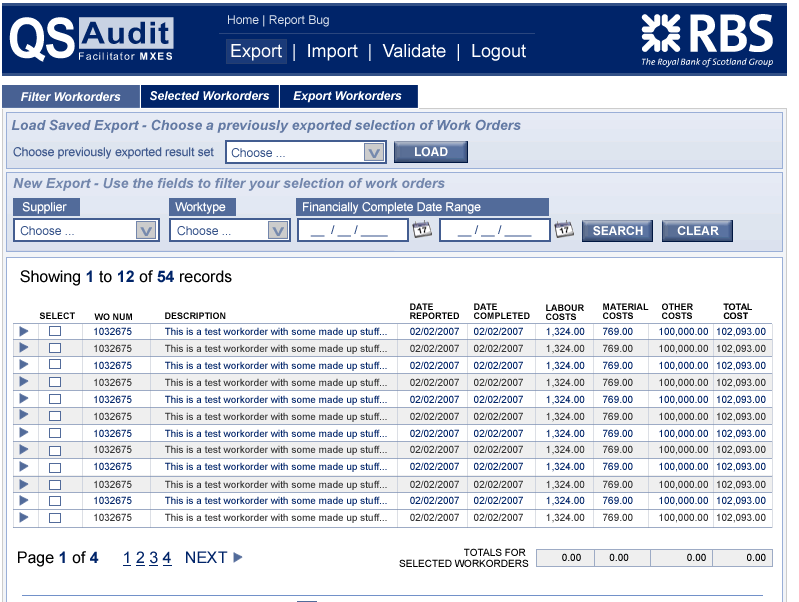 QS Audit
Facilitator MXES
Home | Report Bug
Export | Import | Validate | Logout
RBS
The Royal Bank of Scotland Group
Filter Workorders
Selected Workorders
Export Workorders
Load Saved Export - Choose a previously exported selection of Work Orders
Choose previously exported result set
Choose ...
LOAD
New Export - Use the fields to filter your selection of work orders
Supplier
Worktype
Financially Complete Date Range
Choose ...
Choose ...
__ / __ / ____
17
__ / __ / ____
17
SEARCH
CLEAR
Showing 1 to 12 of 54 records
SELECT WO NUM DESCRIPTION DATE REPORTED DATE COMPLETED LABOUR COSTS MATERIAL COSTS OTHER COSTS TOTAL COST
1032675 This is a test workorder with some made up stuff... 02/02/2007 02/02/2007 1,324.00 769.00 100,000.00 102,093.00
1032675 This is a test workorder with some made up stuff... 02/02/2007 02/02/2007 1,324.00 769.00 100,000.00 102,093.00
1032675 This is a test workorder with some made up stuff... 02/02/2007 02/02/2007 1,324.00 769.00 100,000.00 102,093.00
1032675 This is a test workorder with some made up stuff... 02/02/2007 02/02/2007 1,324.00 769.00 100,000.00 102,093.00
1032675 This is a test workorder with some made up stuff... 02/02/2007 02/02/2007 1,324.00 769.00 100,000.00 102,093.00
1032675 This is a test workorder with some made up stuff... 02/02/2007 02/02/2007 1,324.00 769.00 100,000.00 102,093.00
1032675 This is a test workorder with some made up stuff... 02/02/2007 02/02/2007 1,324.00 769.00 100,000.00 102,093.00
1032675 This is a test workorder with some made up stuff... 02/02/2007 02/02/2007 1,324.00 769.00 100,000.00 102,093.00
1032675 This is a test workorder with some made up stuff... 02/02/2007 02/02/2007 1,324.00 769.00 100,000.00 102,093.00
1032675 This is a test workorder with some made up stuff... 02/02/2007 02/02/2007 1,324.00 769.00 100,000.00 102,093.00
1032675 This is a test workorder with some made up stuff... 02/02/2007 02/02/2007 1,324.00 769.00 100,000.00 102,093.00
1032675 This is a test workorder with some made up stuff... 02/02/2007 02/02/2007 1,324.00 769.00 100,000.00 102,093.00
Page 1 of 4 1 2 3 4 NEXT
TOTALS FOR
SELECTED WORKORDERS
0.00 0.00 0.00 0.00